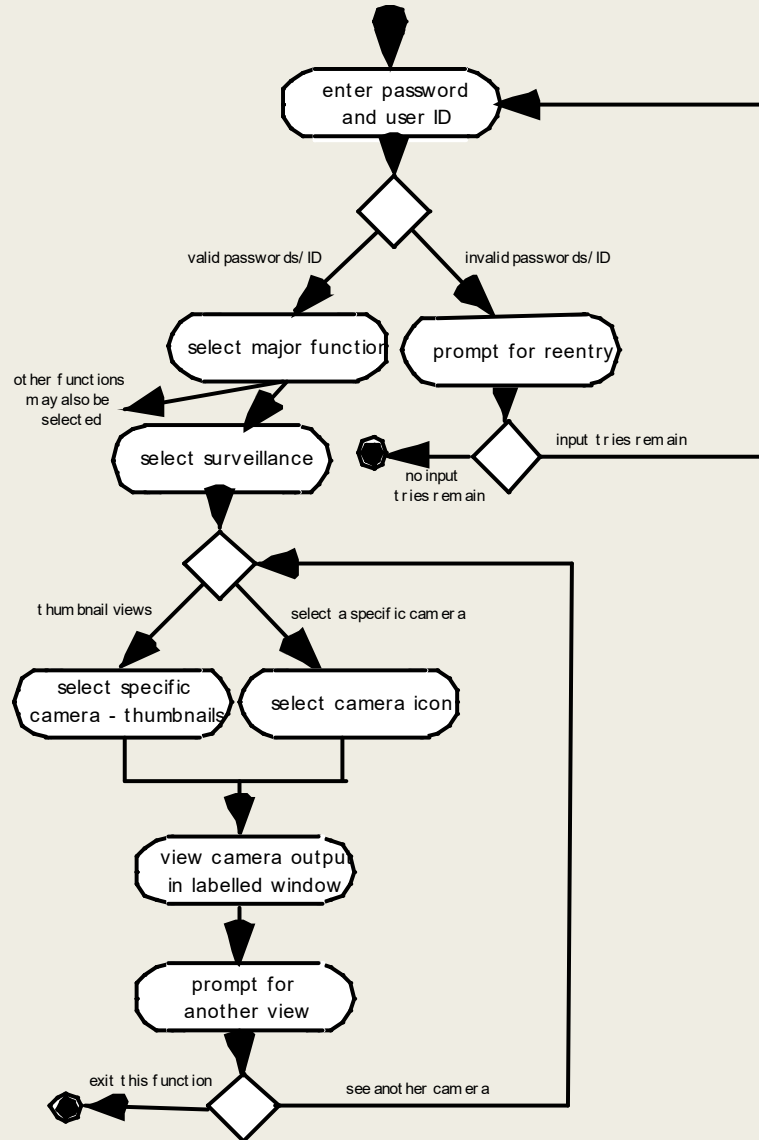 enter password
and user ID
valid passwords/ID
invalid passwords/ID
select major function
prompt for reentry
other functions
may also be
selected
select surveillance
input tries remain
no input
tries remain
thumbnail views
select a specific camera
select specific
camera - thumbnails
select camera icon
view camera output
in labelled window
prompt for
another view
exit this function
see another camera